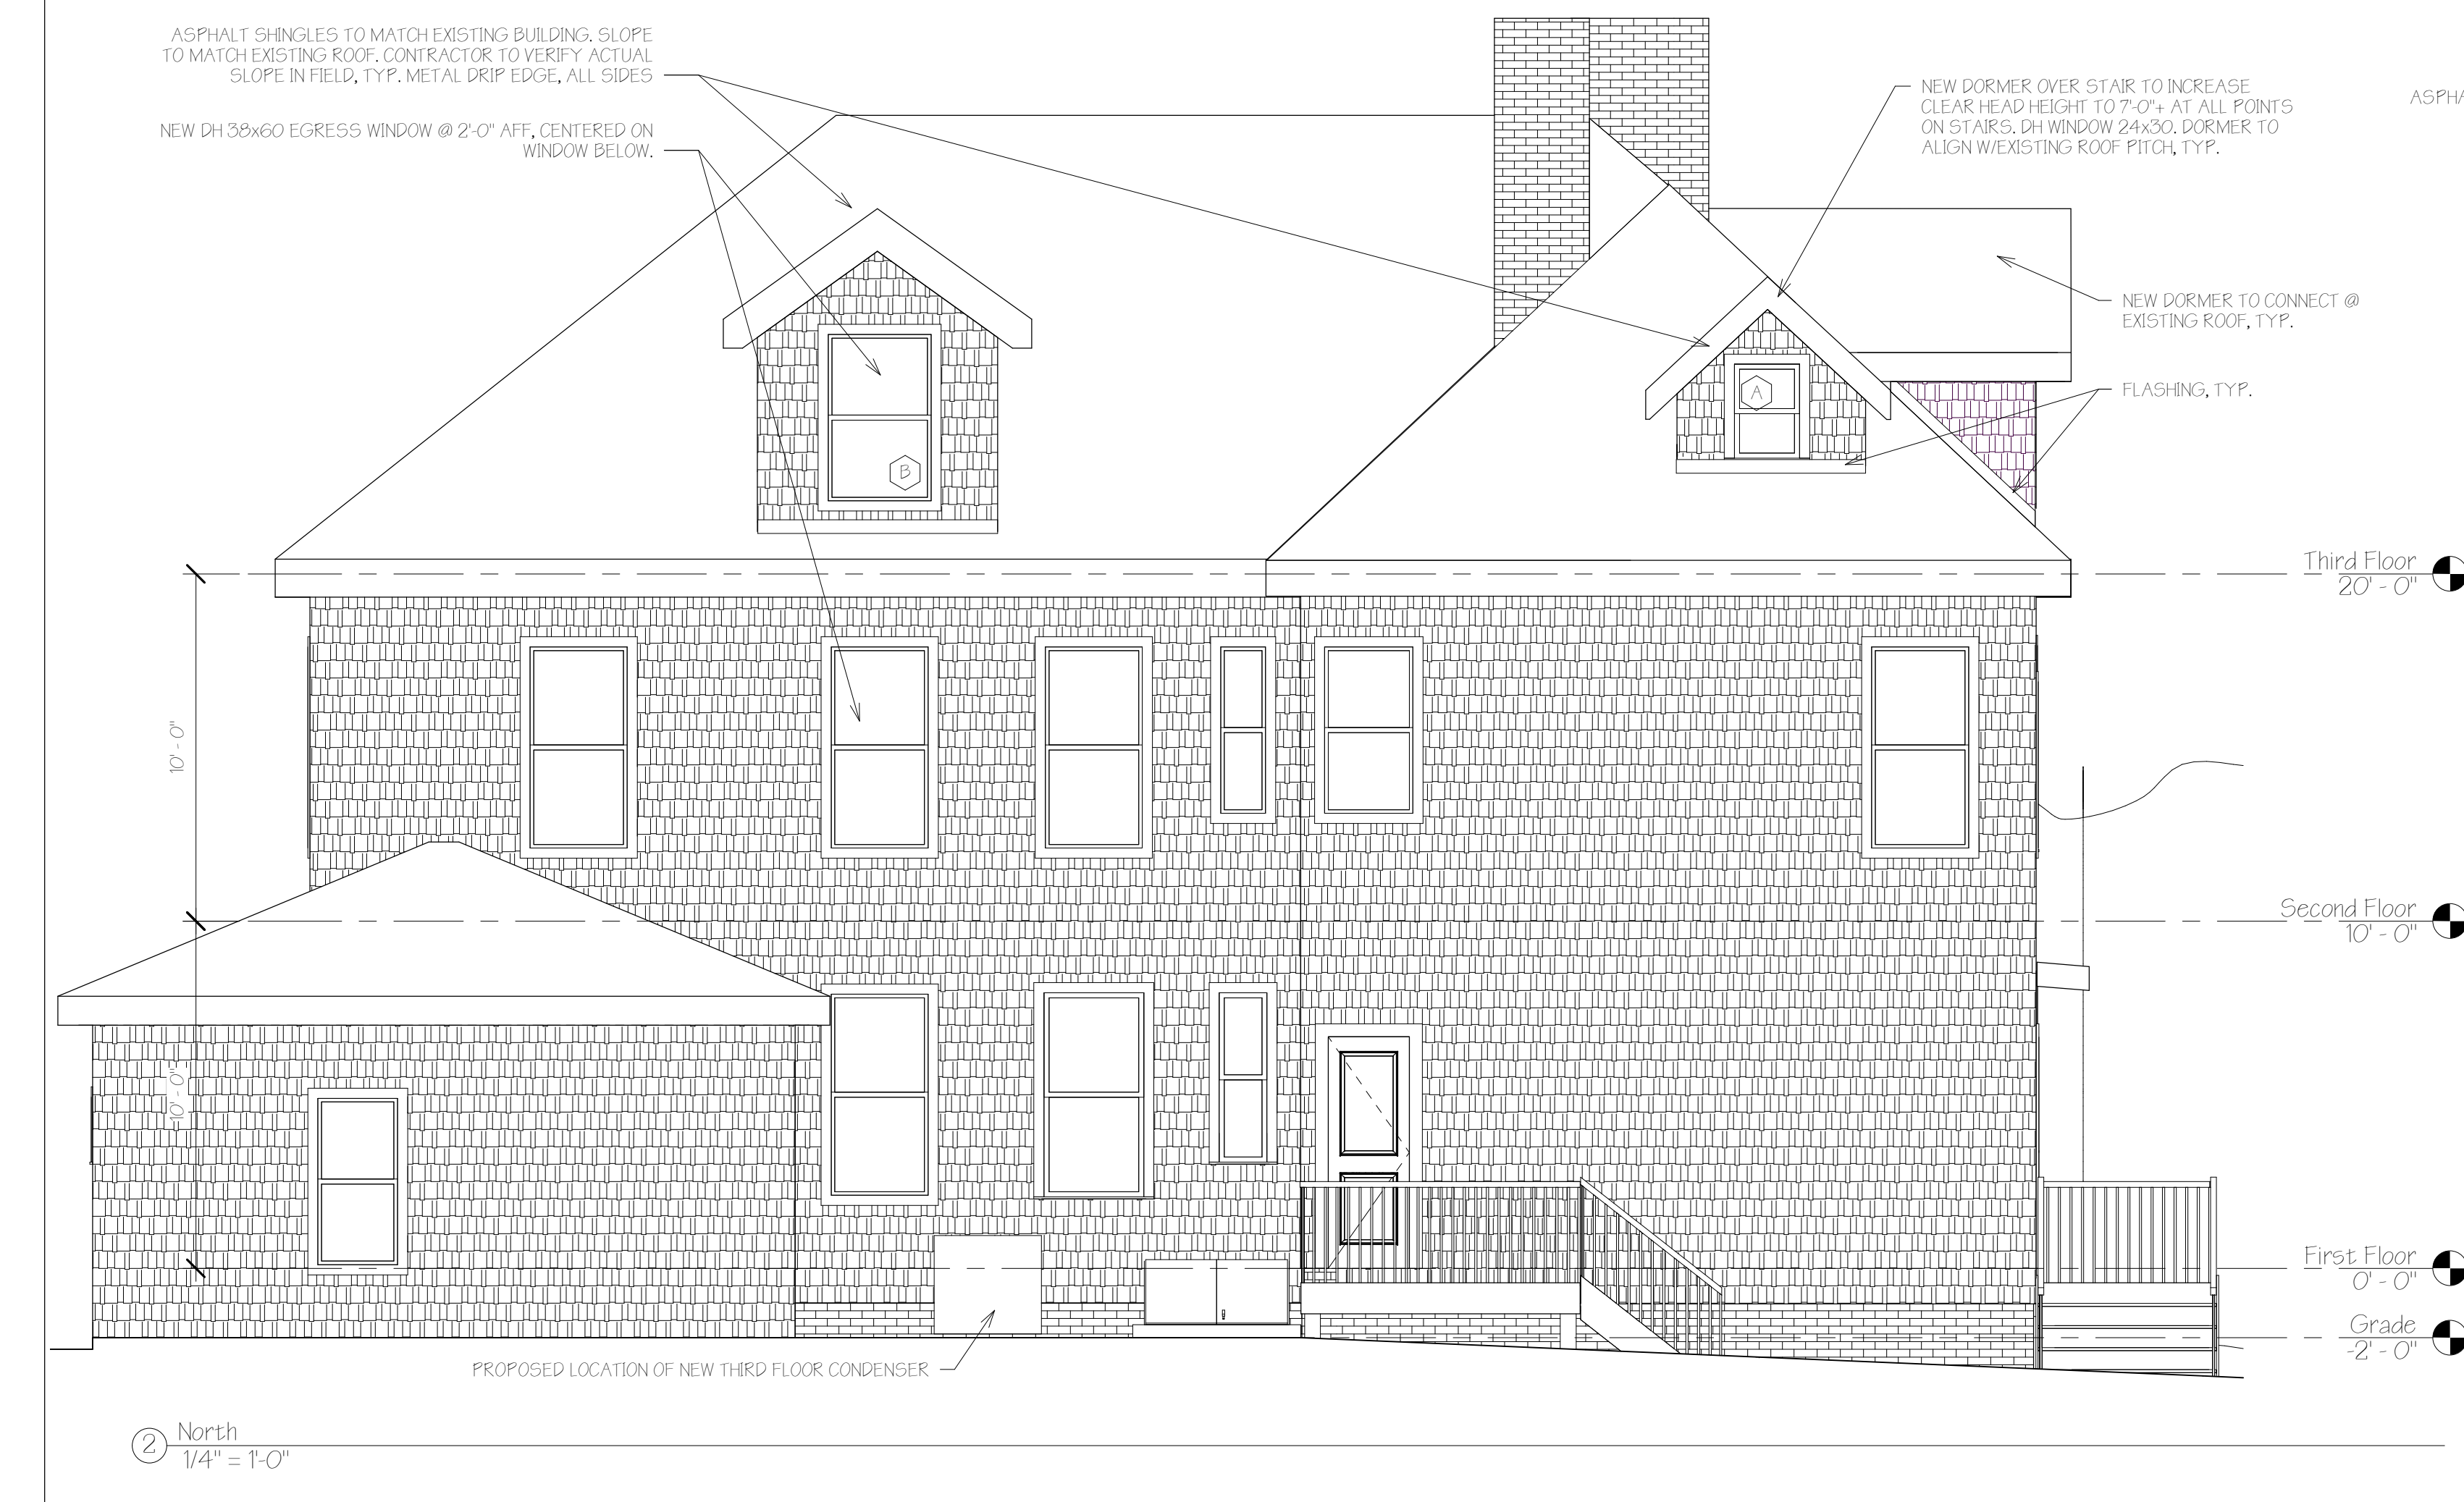 ASPHALT SHINGLES TO MATCH EXISTING BUILDING. SLOPE
TO MATCH EXISTING ROOF. CONTRACTOR TO VERIFY ACTUAL
SLOPE IN FIELD, TYP. METAL DRIP EDGE, ALL SIDES
NEW DH 38x60 EGRESS WINDOW @ 2'-0" AFF, CENTERED ON
WINDOW BELOW.
NEW DORMER OVER STAIR TO INCREASE
CLEAR HEAD HEIGHT TO 7'-0"+ AT ALL POINTS
ON STAIRS. DH WINDOW 24x30. DORMER TO
ALIGN W/EXISTING ROOF PITCH, TYP.
ASPHA
NEW DORMER TO CONNECT @
EXISTING ROOF, TYP.
FLASHING, TYP.
A
B
Third Floor
20' - 0"
10' - 0"
Second Floor
10' - 0"
10' - 0"
First Floor
0' - 0"
Grade
-2' - 0"
PROPOSED LOCATION OF NEW THIRD FLOOR CONDENSER
2
North
1/4" = 1'-0"